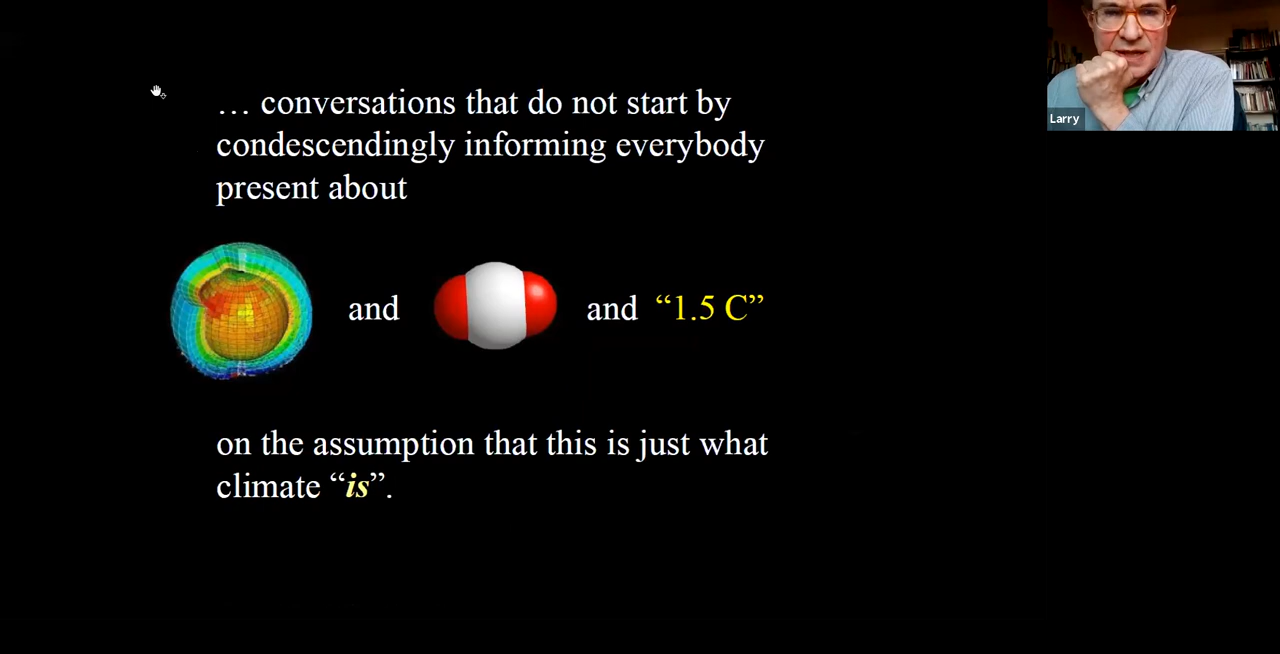 … conversations that do not start by
condescendingly informing everybody
present about
and and “1.5 C”
on the assumption that this is just what
climate “is”.
Larry